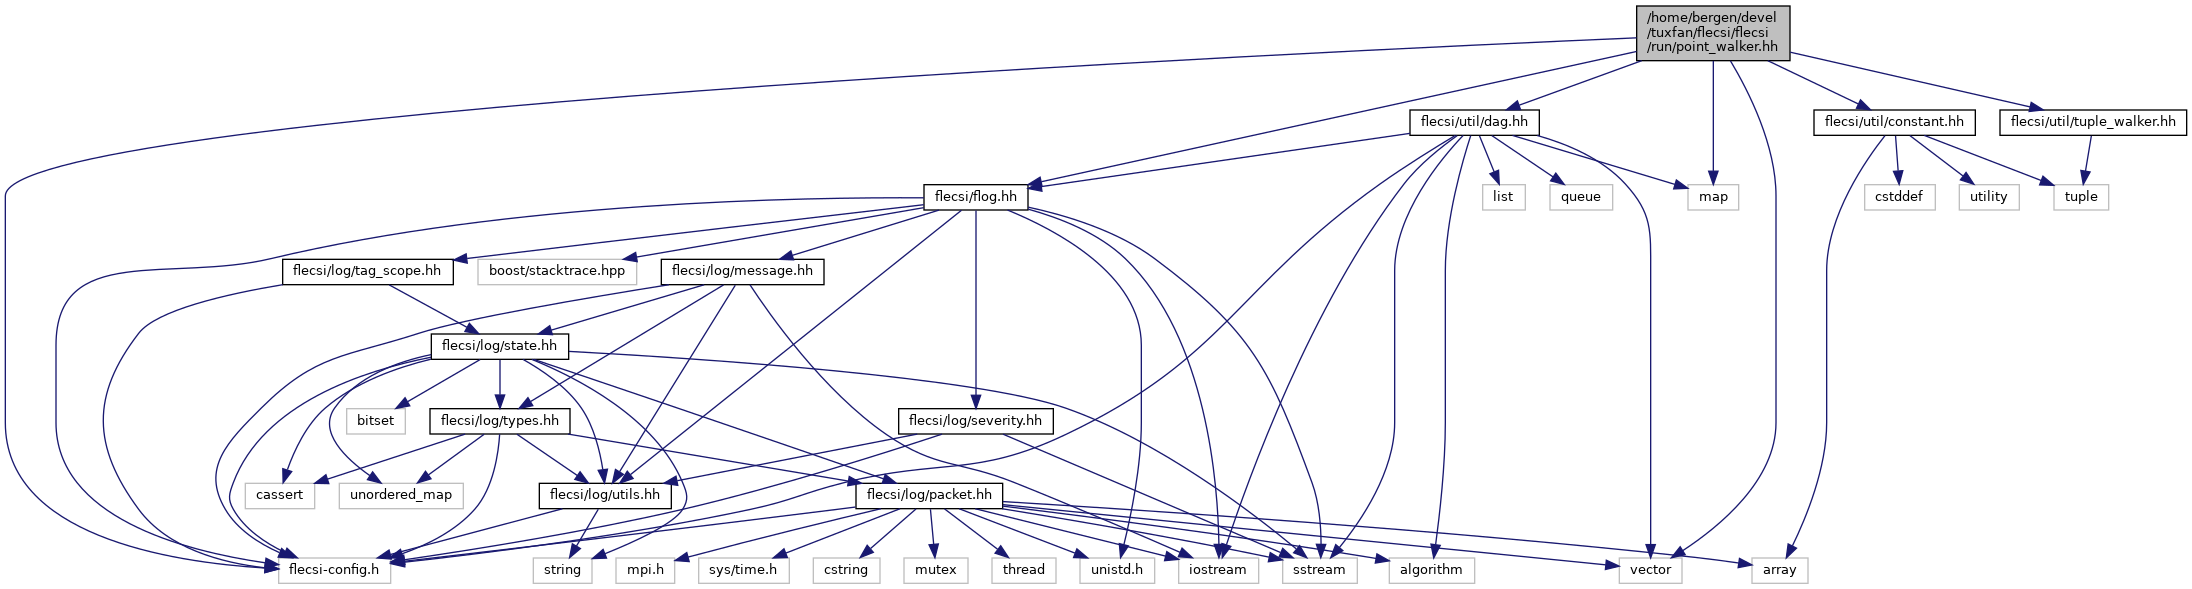 /home/bergen/devel
/tuxfan/flecsi/flecsi
/run/point_walker.hh
flecsi/util/dag.hh
flecsi/util/constant.hh
flecsi/util/tuple_walker.hh
flecsi/flog.hh
list
queue
map
cstddef
utility
tuple
flecsi/log/tag_scope.hh
boost/stacktrace.hpp
flecsi/log/message.hh
flecsi/log/state.hh
bitset
flecsi/log/types.hh
flecsi/log/severity.hh
cassert
unordered_map
flecsi/log/utils.hh
flecsi/log/packet.hh
flecsi-config.h
string
mpi.h
sys/time.h
cstring
mutex
thread
unistd.h
iostream
sstream
algorithm
vector
array